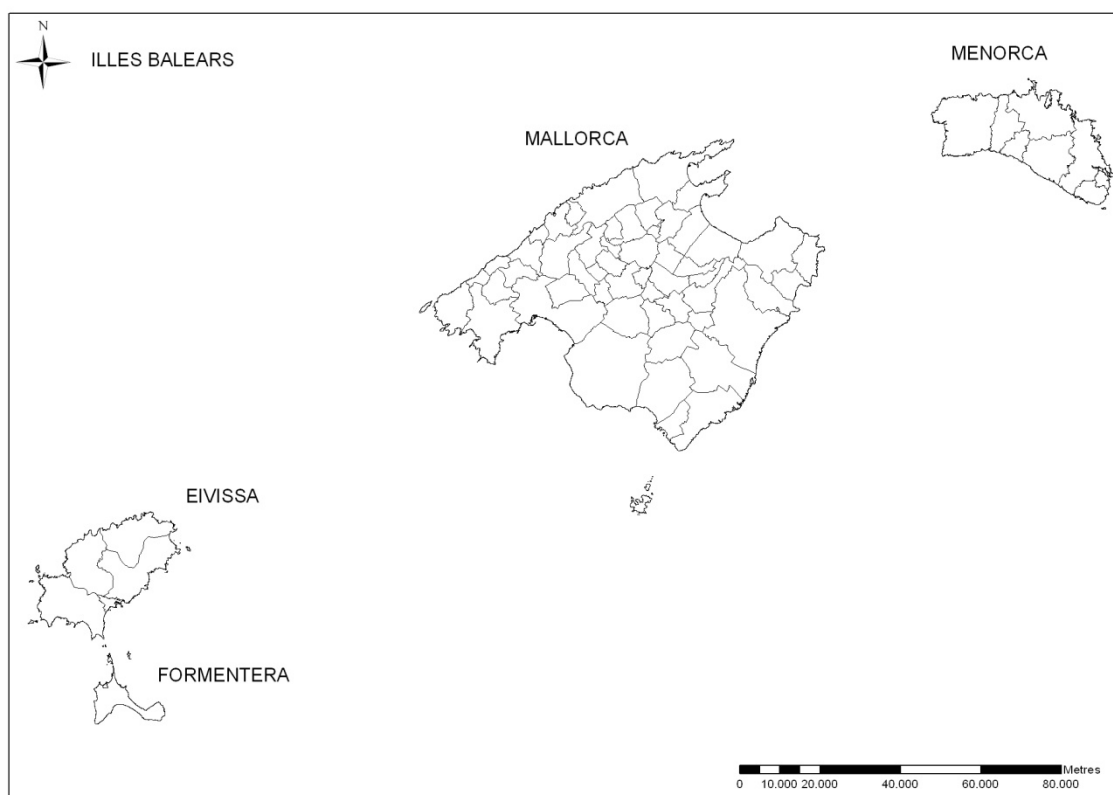 N
ILLES BALEARS
MENORCA
MALLORCA
EIVISSA
FORMENTERA
Metres
0 10.000 20.000 40.000 60.000 80.000